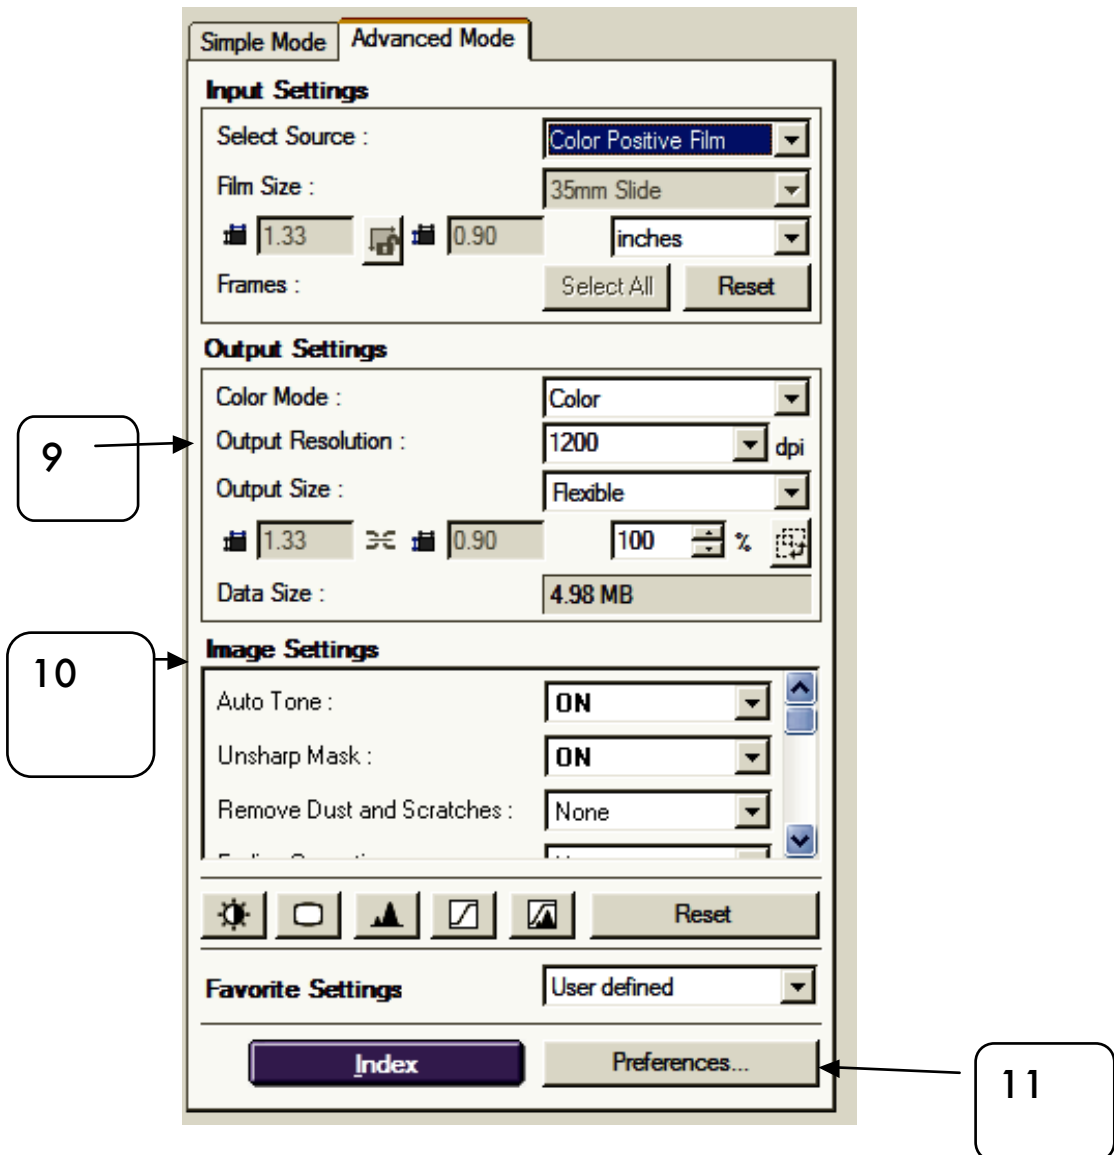 Simple Mode Advanced Mode
Input Settings
Select Source : Color Positive Film
Film Size : 35mm Slide
1.33 0.90 inches
Frames : Select All Reset
Output Settings
Color Mode : Color
9 Output Resolution : 1200 dpi
Output Size : Flexible
1.33 0.90 100 %
Data Size : 4.98 MB
Image Settings
10
Auto Tone : ON
Unsharp Mask : ON
Remove Dust and Scratches : None
Reset
Favorite Settings User defined
Index Preferences...
11